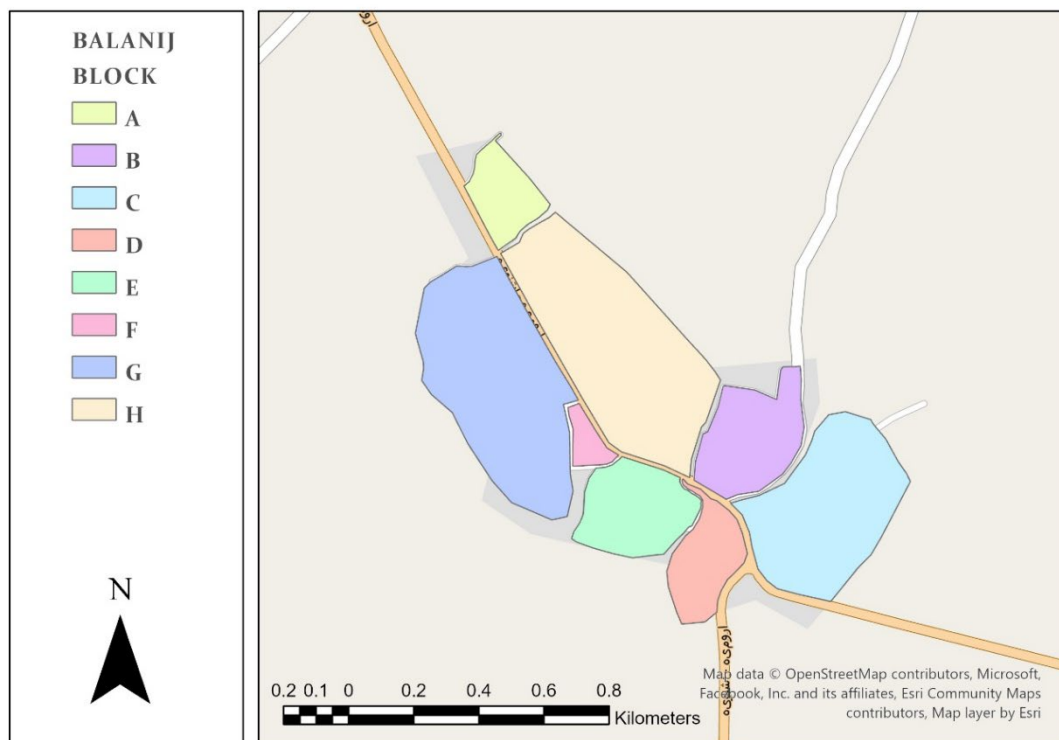 BALANIJ
BLOCK
A
B
C
D
E
F
G
H
N
0.2 0.1 0 0.2 0.4 0.6 0.8
Kilometers
Map data © OpenStreetMap contributors, Microsoft,
Facebook, Inc. and its affiliates, Esri Community Maps
contributors, Map layer by Esri